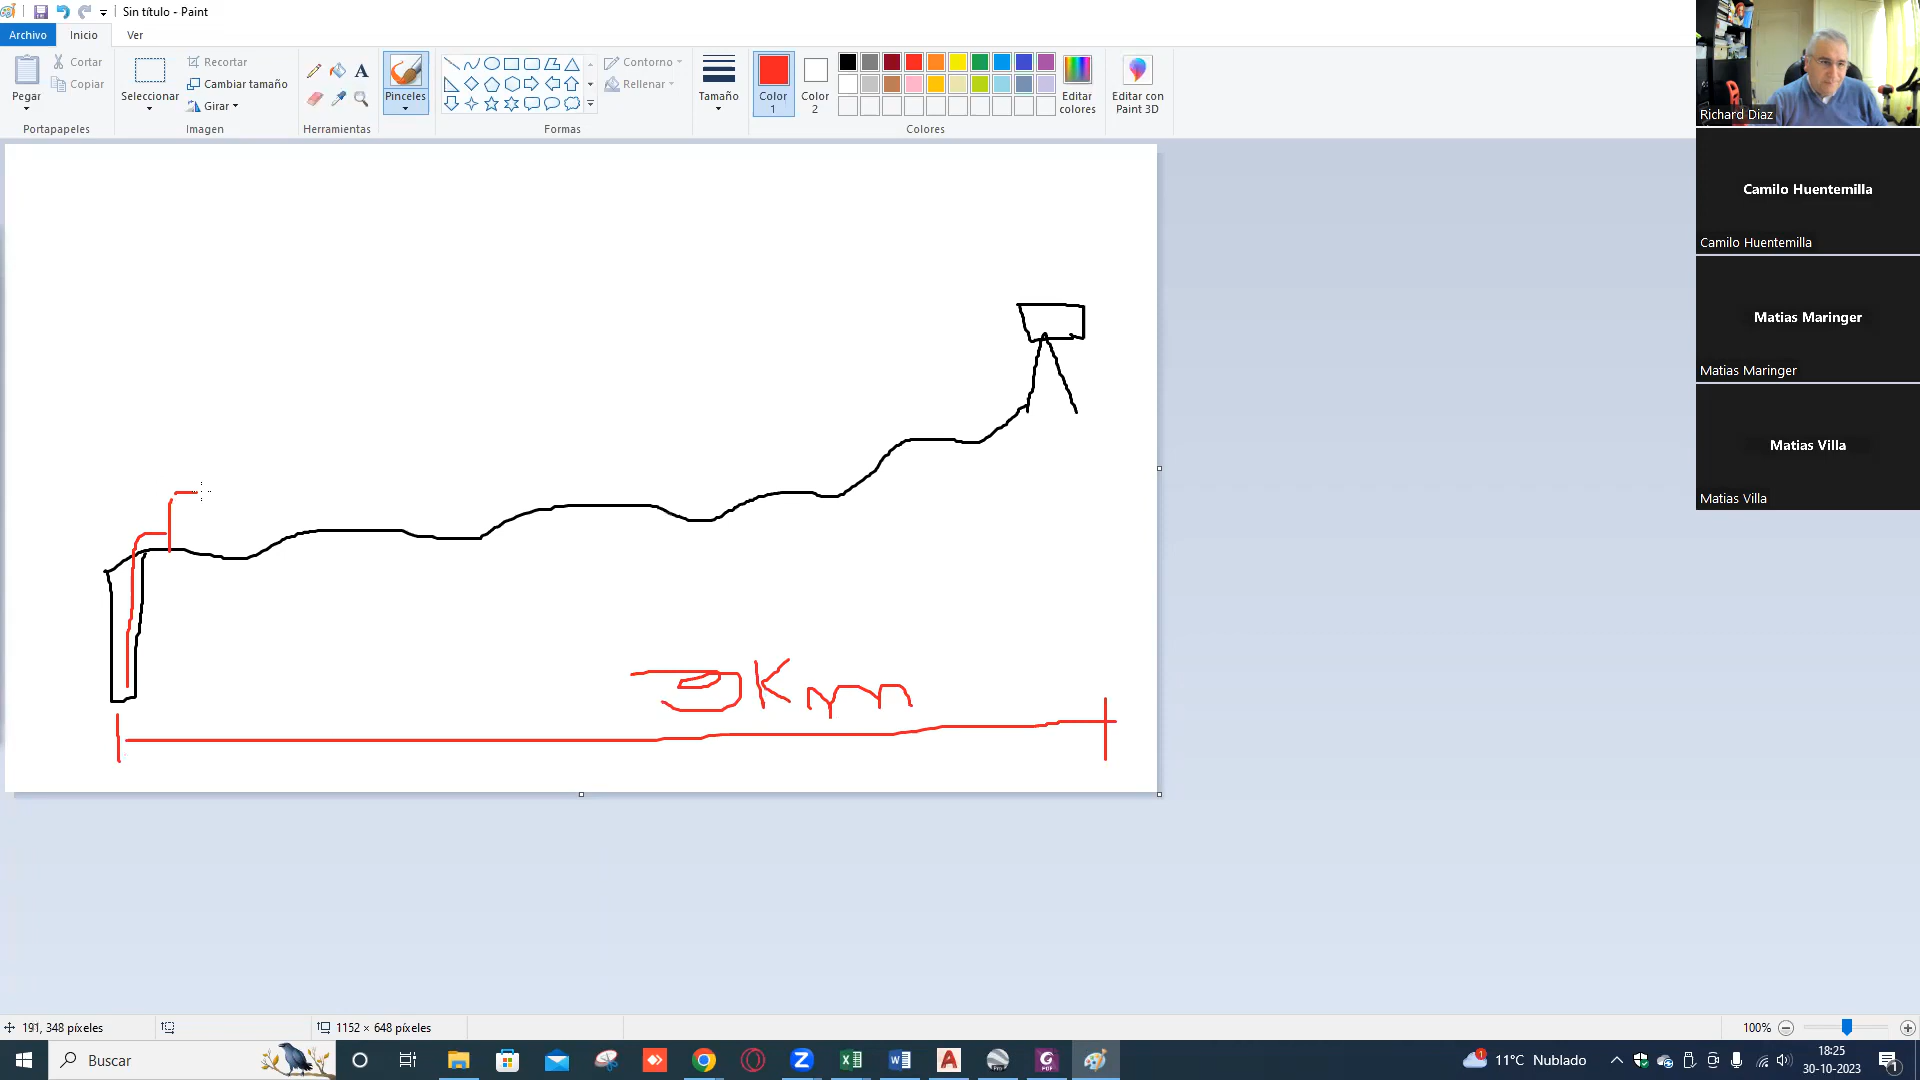 Sin título - Paint
Archivo Inicio Ver
Pegar
Cortar
Copiar
Portapapeles
Seleccionar
Recortar
Cambiar tamaño
Girar
Imagen
Herramientas
Pinceles
Contorno
Rellenar
Formas
Tamaño
Color 1
Color 2
Editar colores
Colores
Editar con Paint 3D
3Km
Richard Diaz
Camilo Huentemilla
Camilo Huentemilla
Matias Maringer
Matias Maringer
Matias Villa
Matias Villa
191, 348 píxeles
1152 × 648 píxeles
100%
Buscar
11°C Nublado
18:25
30-10-2023